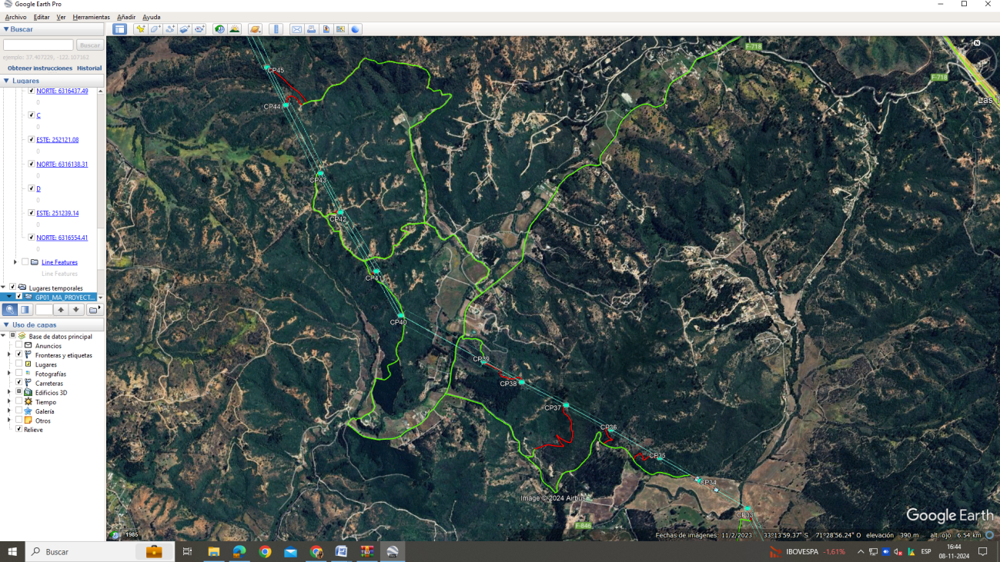 Google Earth Pro
Archivo Editar Ver Herramientas Añadir Ayuda
Buscar
Buscar
ejemplo: 37.407229, -122.107162
Obtener instrucciones Historial
Lugares
NORTE: 6316437.49
0
C
0
ESTE: 252121.08
0
NORTE: 6316138.31
0
D
0
ESTE: 251239.14
0
NORTE: 6316554.41
0
Line Features
Line Features
Lugares temporales
GP01_MA_PROYECT...
Uso de capas
Base de datos principal
Anuncios
Fronteras y etiquetas
Lugares
Fotografías
Carreteras
Edificios 3D
Tiempo
Galería
Otros
Relieve
CP45
CP44
CP43
CP42
CP41
CP40
CP39
CP38
CP37
CP36
CP35
CP34
CP33
F-718
F-718
Las
N
F-846
Image © 2024 Airbus
Google Earth
1985
Fechas de imágenes: 11/2/2023 33°13'59.37" S 71°28'56.24" O elevación 390 m alt. ojo 6.54 km
Buscar
IBOVESPA -1,61%
ESP
16:44
08-11-2024